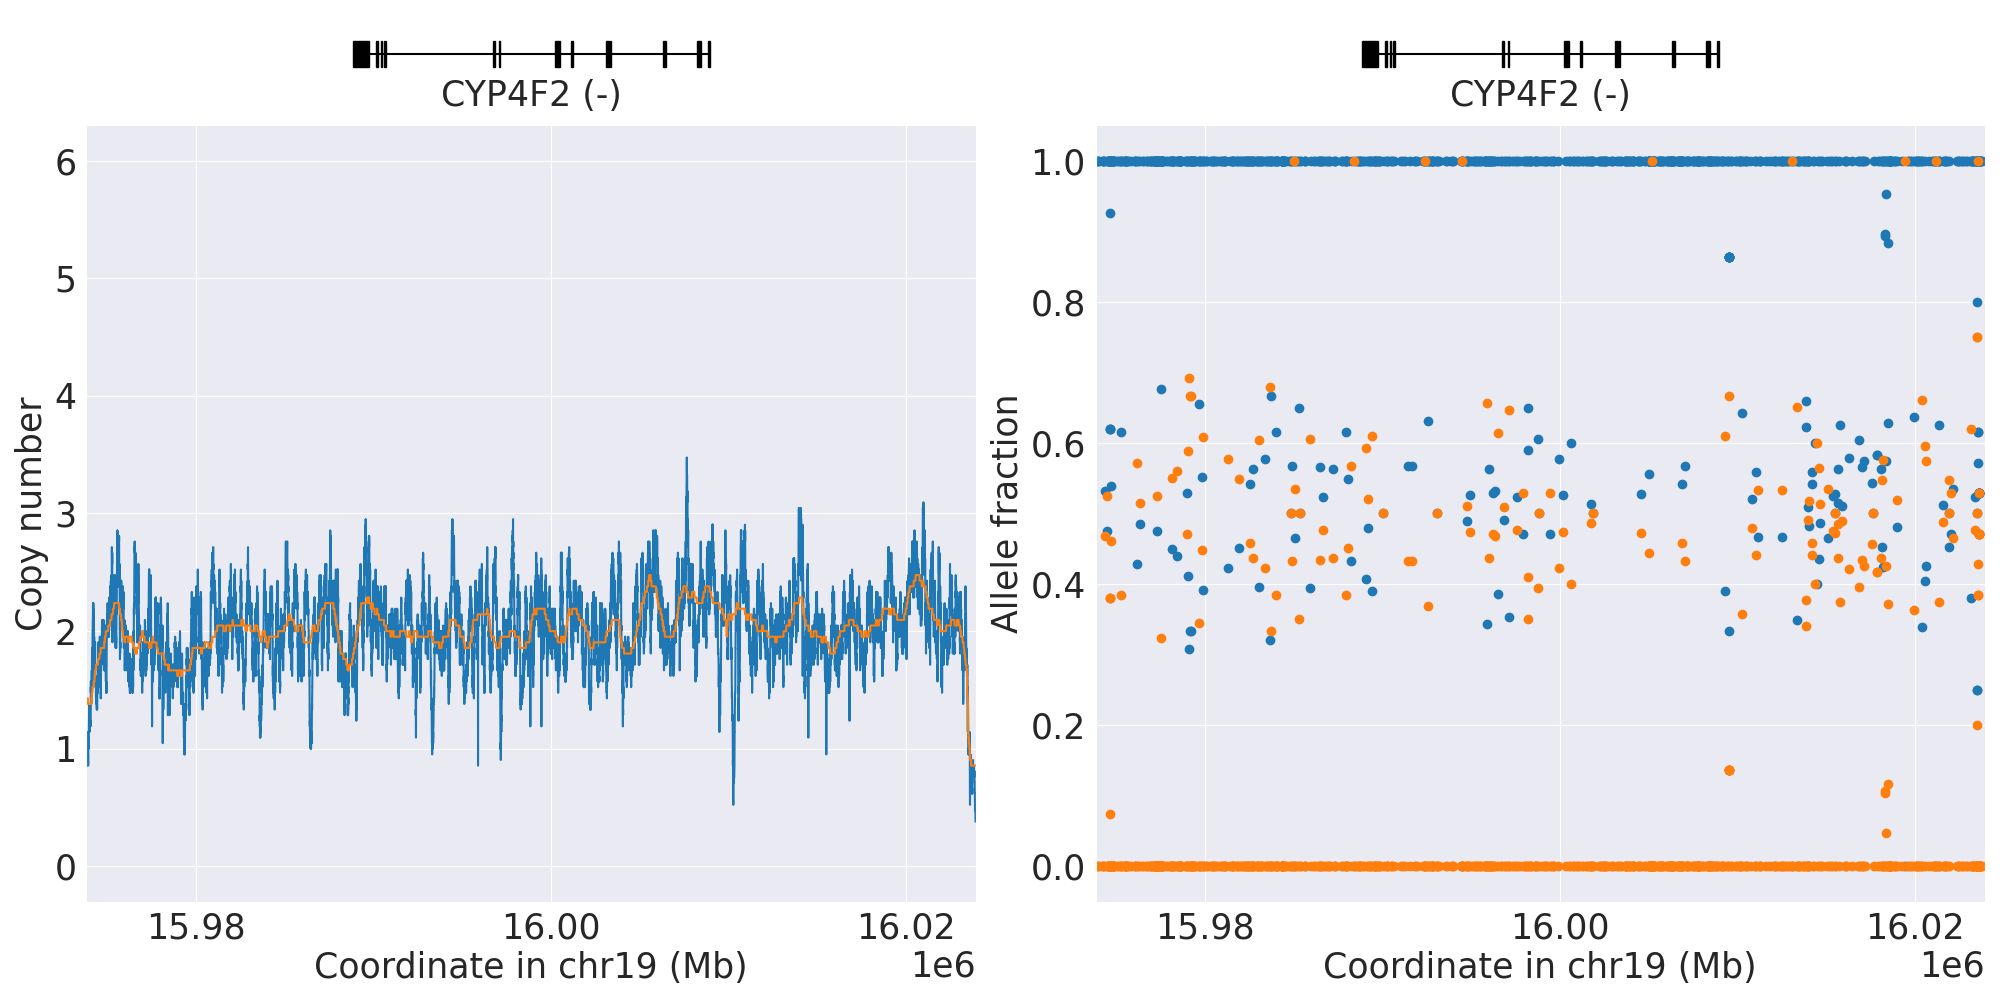 CYP4F2 (-)
Copy number
6
5
4
3
2
1
0
15.98
16.00
16.02
Coordinate in chr19 (Mb)
1e6
CYP4F2 (-)
Allele fraction
1.0
0.8
0.6
0.4
0.2
0.0
15.98
16.00
16.02
Coordinate in chr19 (Mb)
1e6